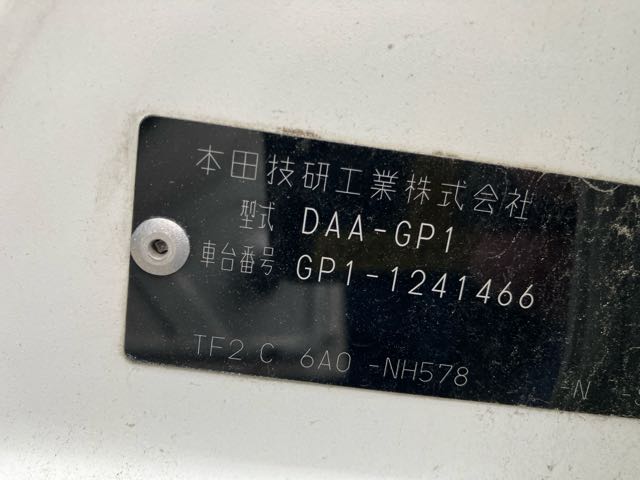 本田技研工業株式会社
型式 DAA-GP1
車台番号 GP1-1241466
TF2 C 6A0 -NH578 -N